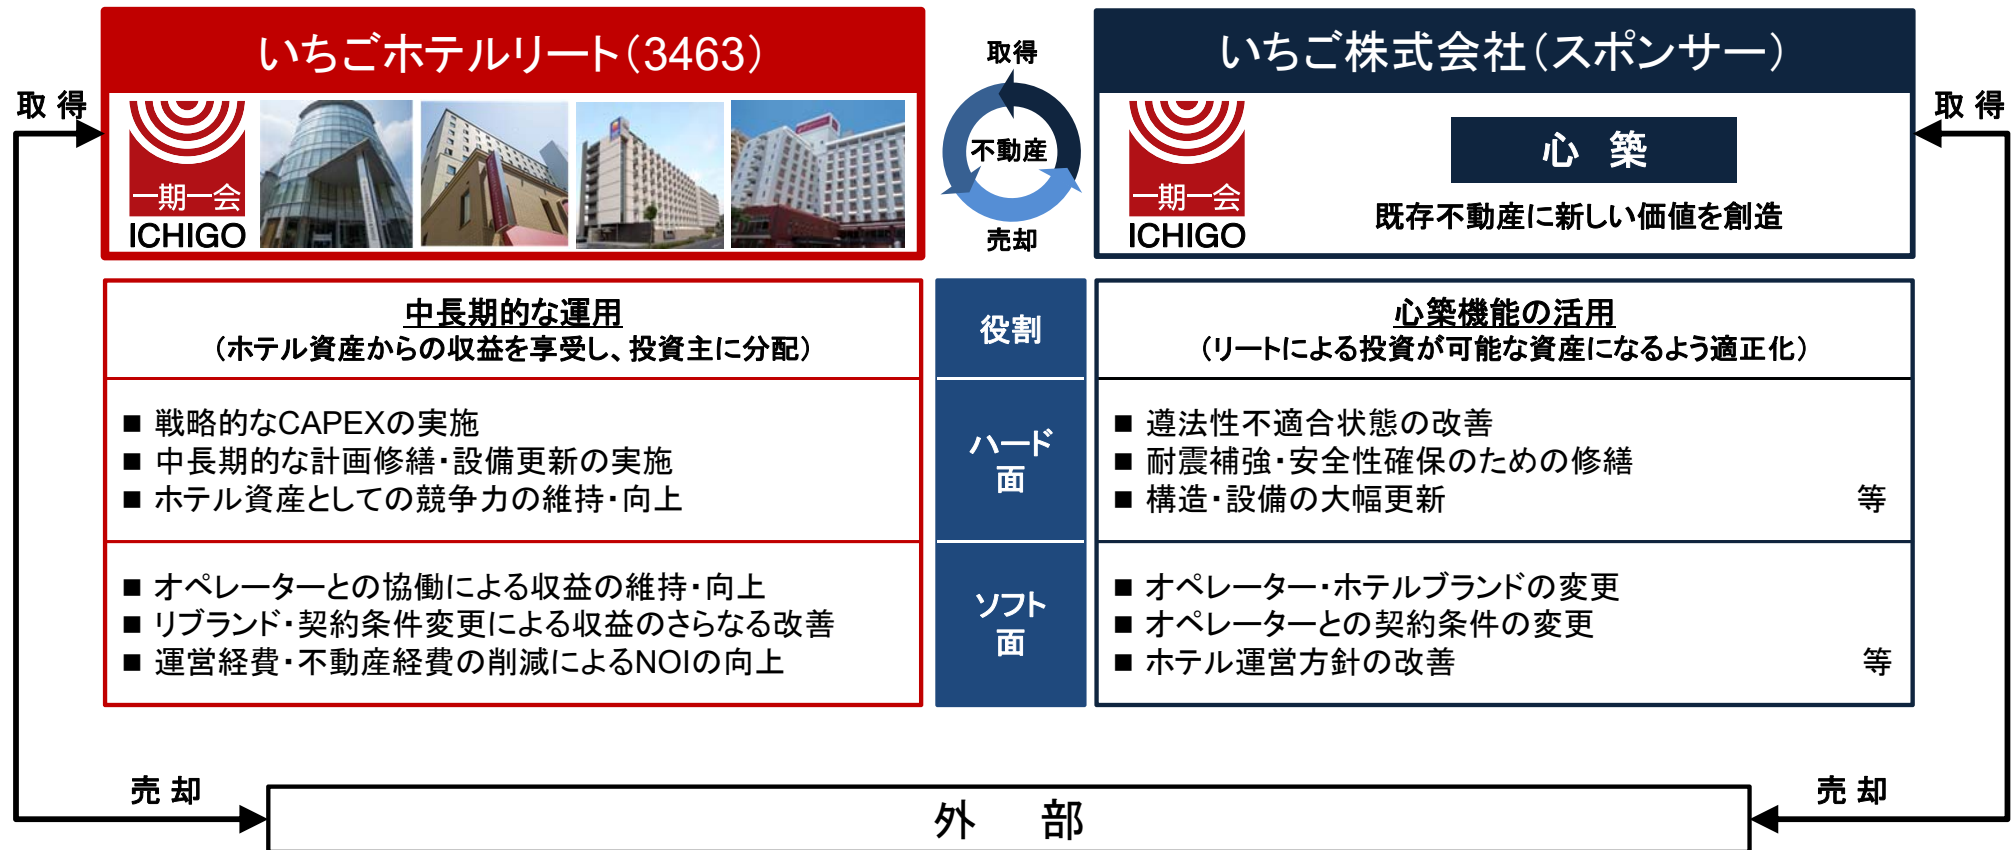 いちごホテルリート（3463）
取得
一期一会
ICHIGO
取得
不動産
売却
いちご株式会社（スポンサー）
一期一会
ICHIGO
心 築
既存不動産に新しい価値を創造
取得
中長期的な運用
（ホテル資産からの収益を享受し、投資主に分配）
役割
心築機能の活用
（リートによる投資が可能な資産になるよう適正化）
■ 戦略的なCAPEXの実施
■ 中長期的な計画修繕・設備更新の実施
■ ホテル資産としての競争力の維持・向上
ハード
面
■ 遵法性不適合状態の改善
■ 耐震補強・安全性確保のための修繕
■ 構造・設備の大幅更新 等
■ オペレーターとの協働による収益の維持・向上
■ リブランド・契約条件変更による収益のさらなる改善
■ 運営経費・不動産経費の削減によるNOIの向上
ソフト
面
■ オペレーター・ホテルブランドの変更
■ オペレーターとの契約条件の変更
■ ホテル運営方針の改善 等
売却
外 部
売却